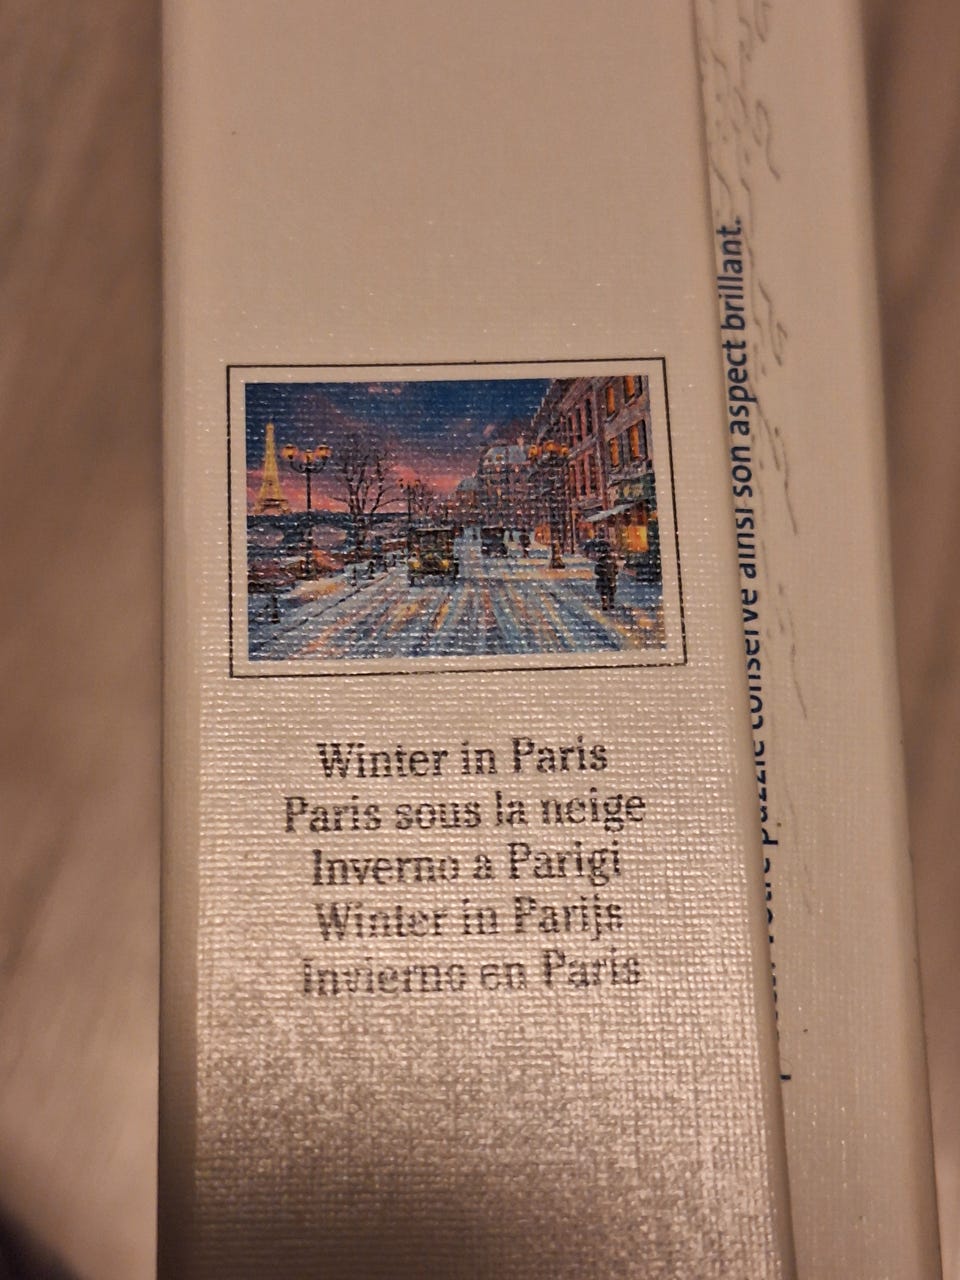 Winter in Paris
Paris sous la neige
Inverno a Parigi
Winter in Parijs
Invierno en Paris
votre puzzle conserve ainsi son aspect brillant.